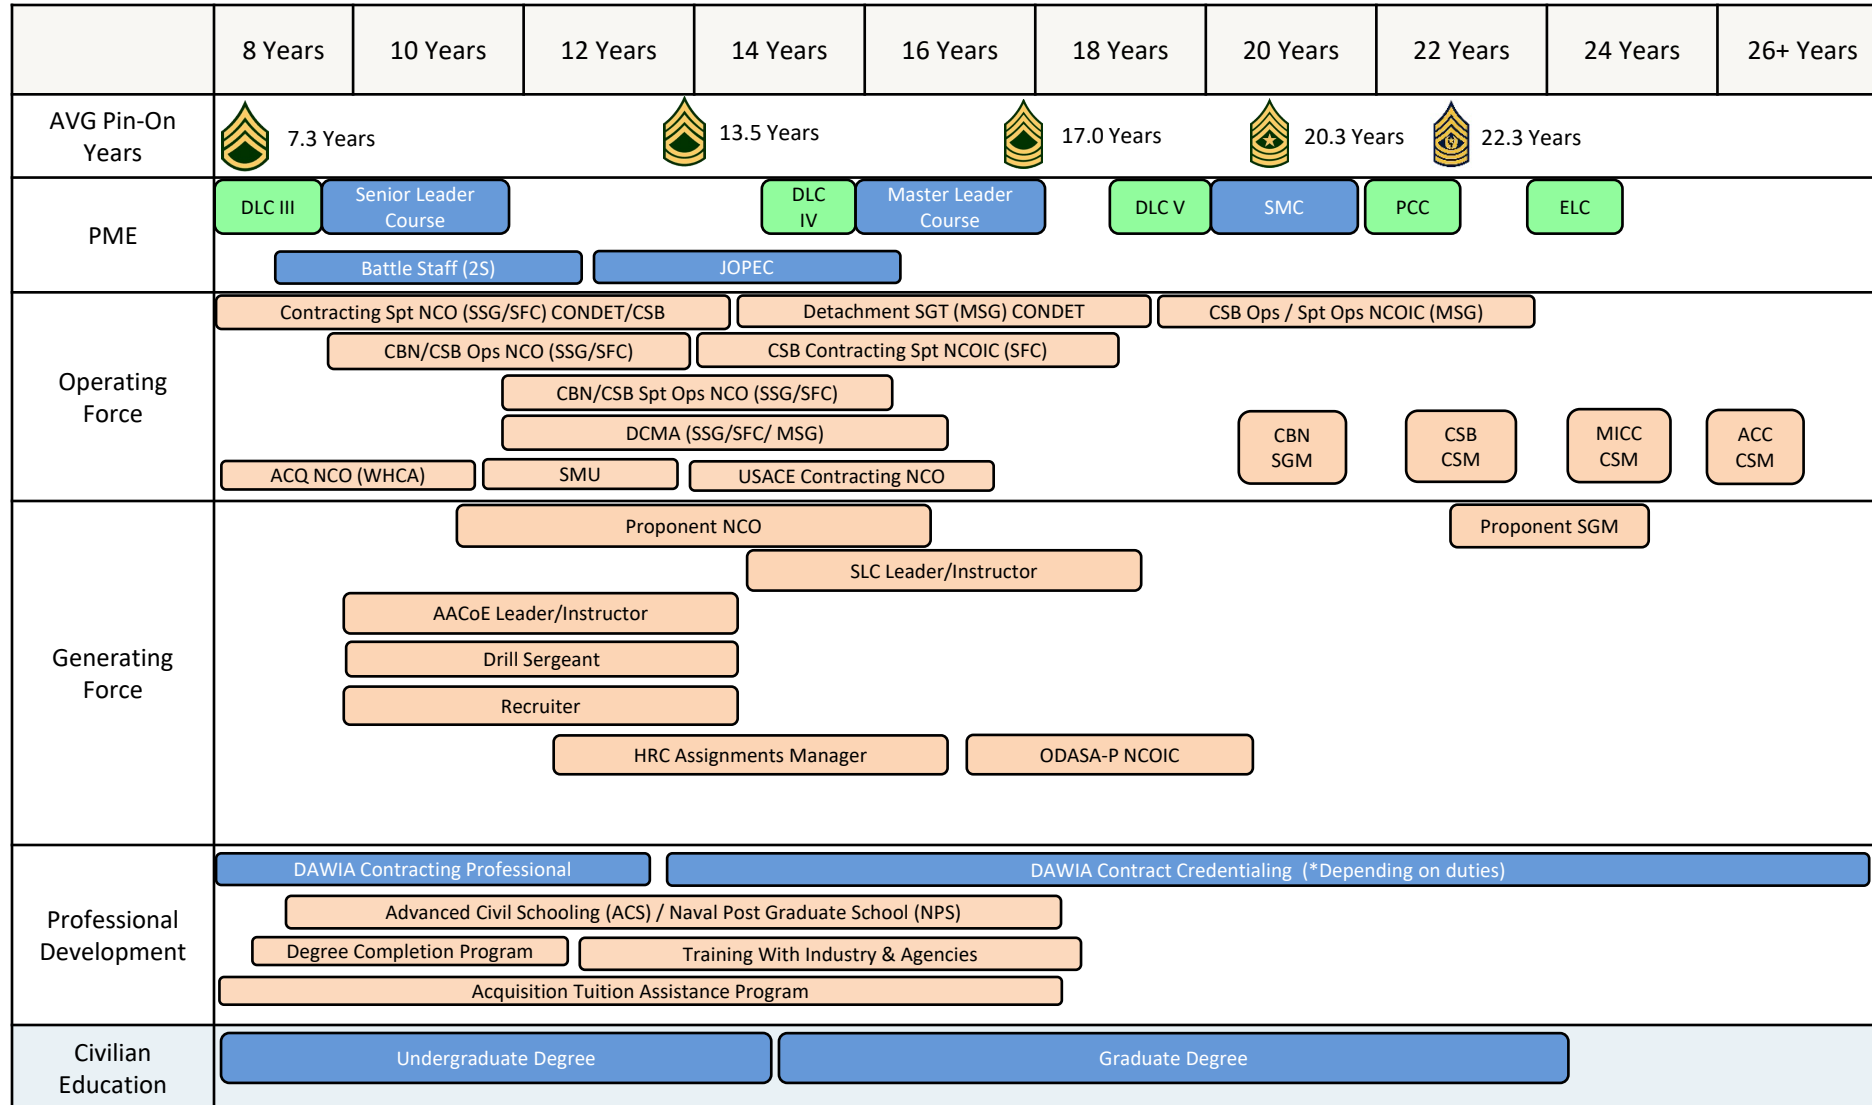 8 Years
10 Years
12 Years
14 Years
16 Years
18 Years
20 Years
22 Years
24 Years
26+ Years
AVG Pin-On
Years
7.3 Years
13.5 Years
17.0 Years
20.3 Years
22.3 Years
PME
DLC III
Senior Leader
Course
DLC
IV
Master Leader
Course
DLC V
SMC
PCC
ELC
Battle Staff (2S)
JOPEC
Operating
Force
Contracting Spt NCO (SSG/SFC) CONDET/CSB
Detachment SGT (MSG) CONDET
CSB Ops / Spt Ops NCOIC (MSG)
CBN/CSB Ops NCO (SSG/SFC)
CSB Contracting Spt NCOIC (SFC)
CBN/CSB Spt Ops NCO (SSG/SFC)
DCMA (SSG/SFC/ MSG)
CBN
SGM
CSB
CSM
MICC
CSM
ACC
CSM
ACQ NCO (WHCA)
SMU
USACE Contracting NCO
Generating
Force
Proponent NCO
Proponent SGM
SLC Leader/Instructor
AACoE Leader/Instructor
Drill Sergeant
Recruiter
HRC Assignments Manager
ODASA-P NCOIC
Professional
Development
DAWIA Contracting Professional
DAWIA Contract Credentialing (*Depending on duties)
Advanced Civil Schooling (ACS) / Naval Post Graduate School (NPS)
Degree Completion Program
Training With Industry & Agencies
Acquisition Tuition Assistance Program
Civilian
Education
Undergraduate Degree
Graduate Degree